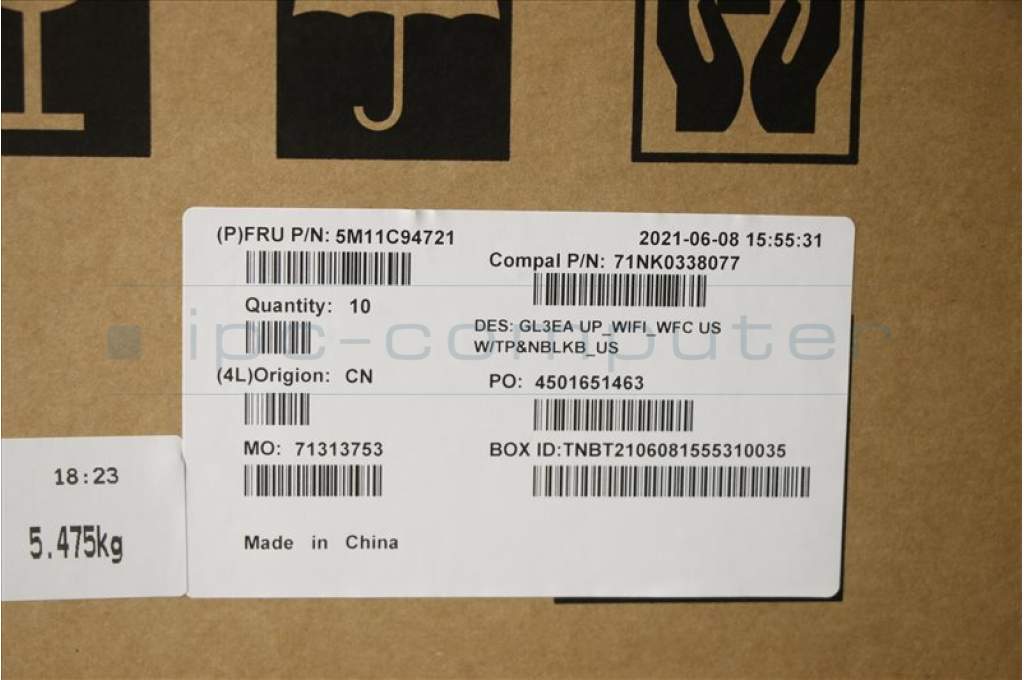 (P)FRU P/N: 5M11C94721
2021-06-08 15:55:31
Compal P/N: 71NK0338077
Quantity: 10
DES: GL3EA UP_WIFI_WFC US
W/TP&NBLKB_US
ipc-computer
(4L)Origion: CN
PO: 4501651463
MO: 71313753
BOX ID:TNBT2106081555310035
Made in China
18:23
5.475kg